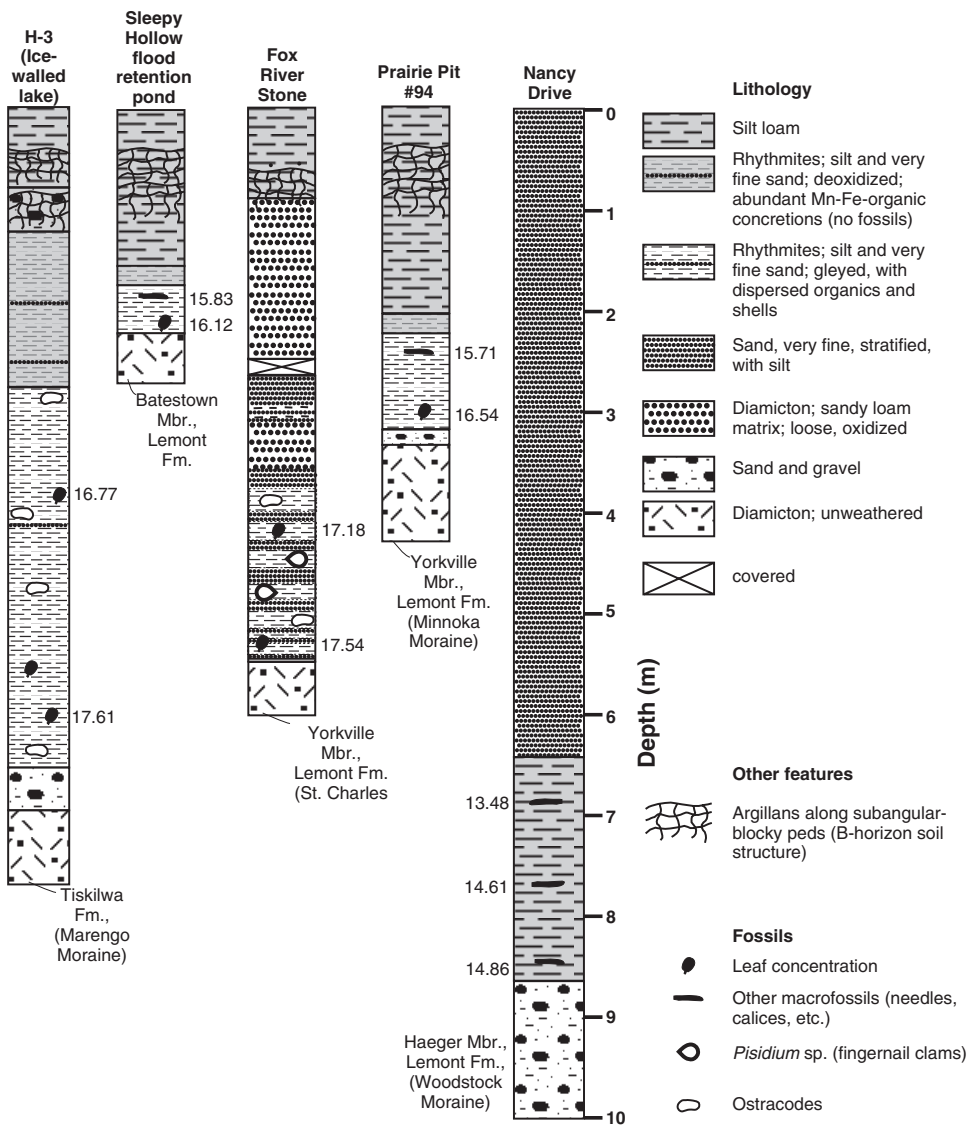 H-3
(Ice-
walled
lake)
Sleepy
Hollow
flood
retention
pond
Fox
River
Stone
Prairie Pit
#94
Nancy
Drive
15.83
16.12
Batestown
Mbr.,
Lemont
Fm.
16.77
17.61
Tiskilwa
Fm.,
(Marengo
Moraine)
17.18
17.54
Yorkville
Mbr.,
Lemont Fm.
(St. Charles
15.71
16.54
Yorkville
Mbr.,
Lemont Fm.
(Minnoka
Moraine)
13.48
14.61
14.86
Haeger Mbr.,
Lemont Fm.,
(Woodstock
Moraine)
0
1
2
3
4
5
6
7
8
9
10
Depth (m)
Lithology
Silt loam
Rhythmites; silt and very
fine sand; deoxidized;
abundant Mn-Fe-organic
concretions (no fossils)
Rhythmites; silt and very
fine sand; gleyed, with
dispersed organics and
shells
Sand, very fine, stratified,
with silt
Diamicton; sandy loam
matrix; loose, oxidized
Sand and gravel
Diamicton; unweathered
covered
Other features
Argillans along subangular-
blocky peds (B-horizon soil
structure)
Fossils
Leaf concentration
Other macrofossils (needles,
calices, etc.)
Pisidium sp. (fingernail clams)
Ostracodes